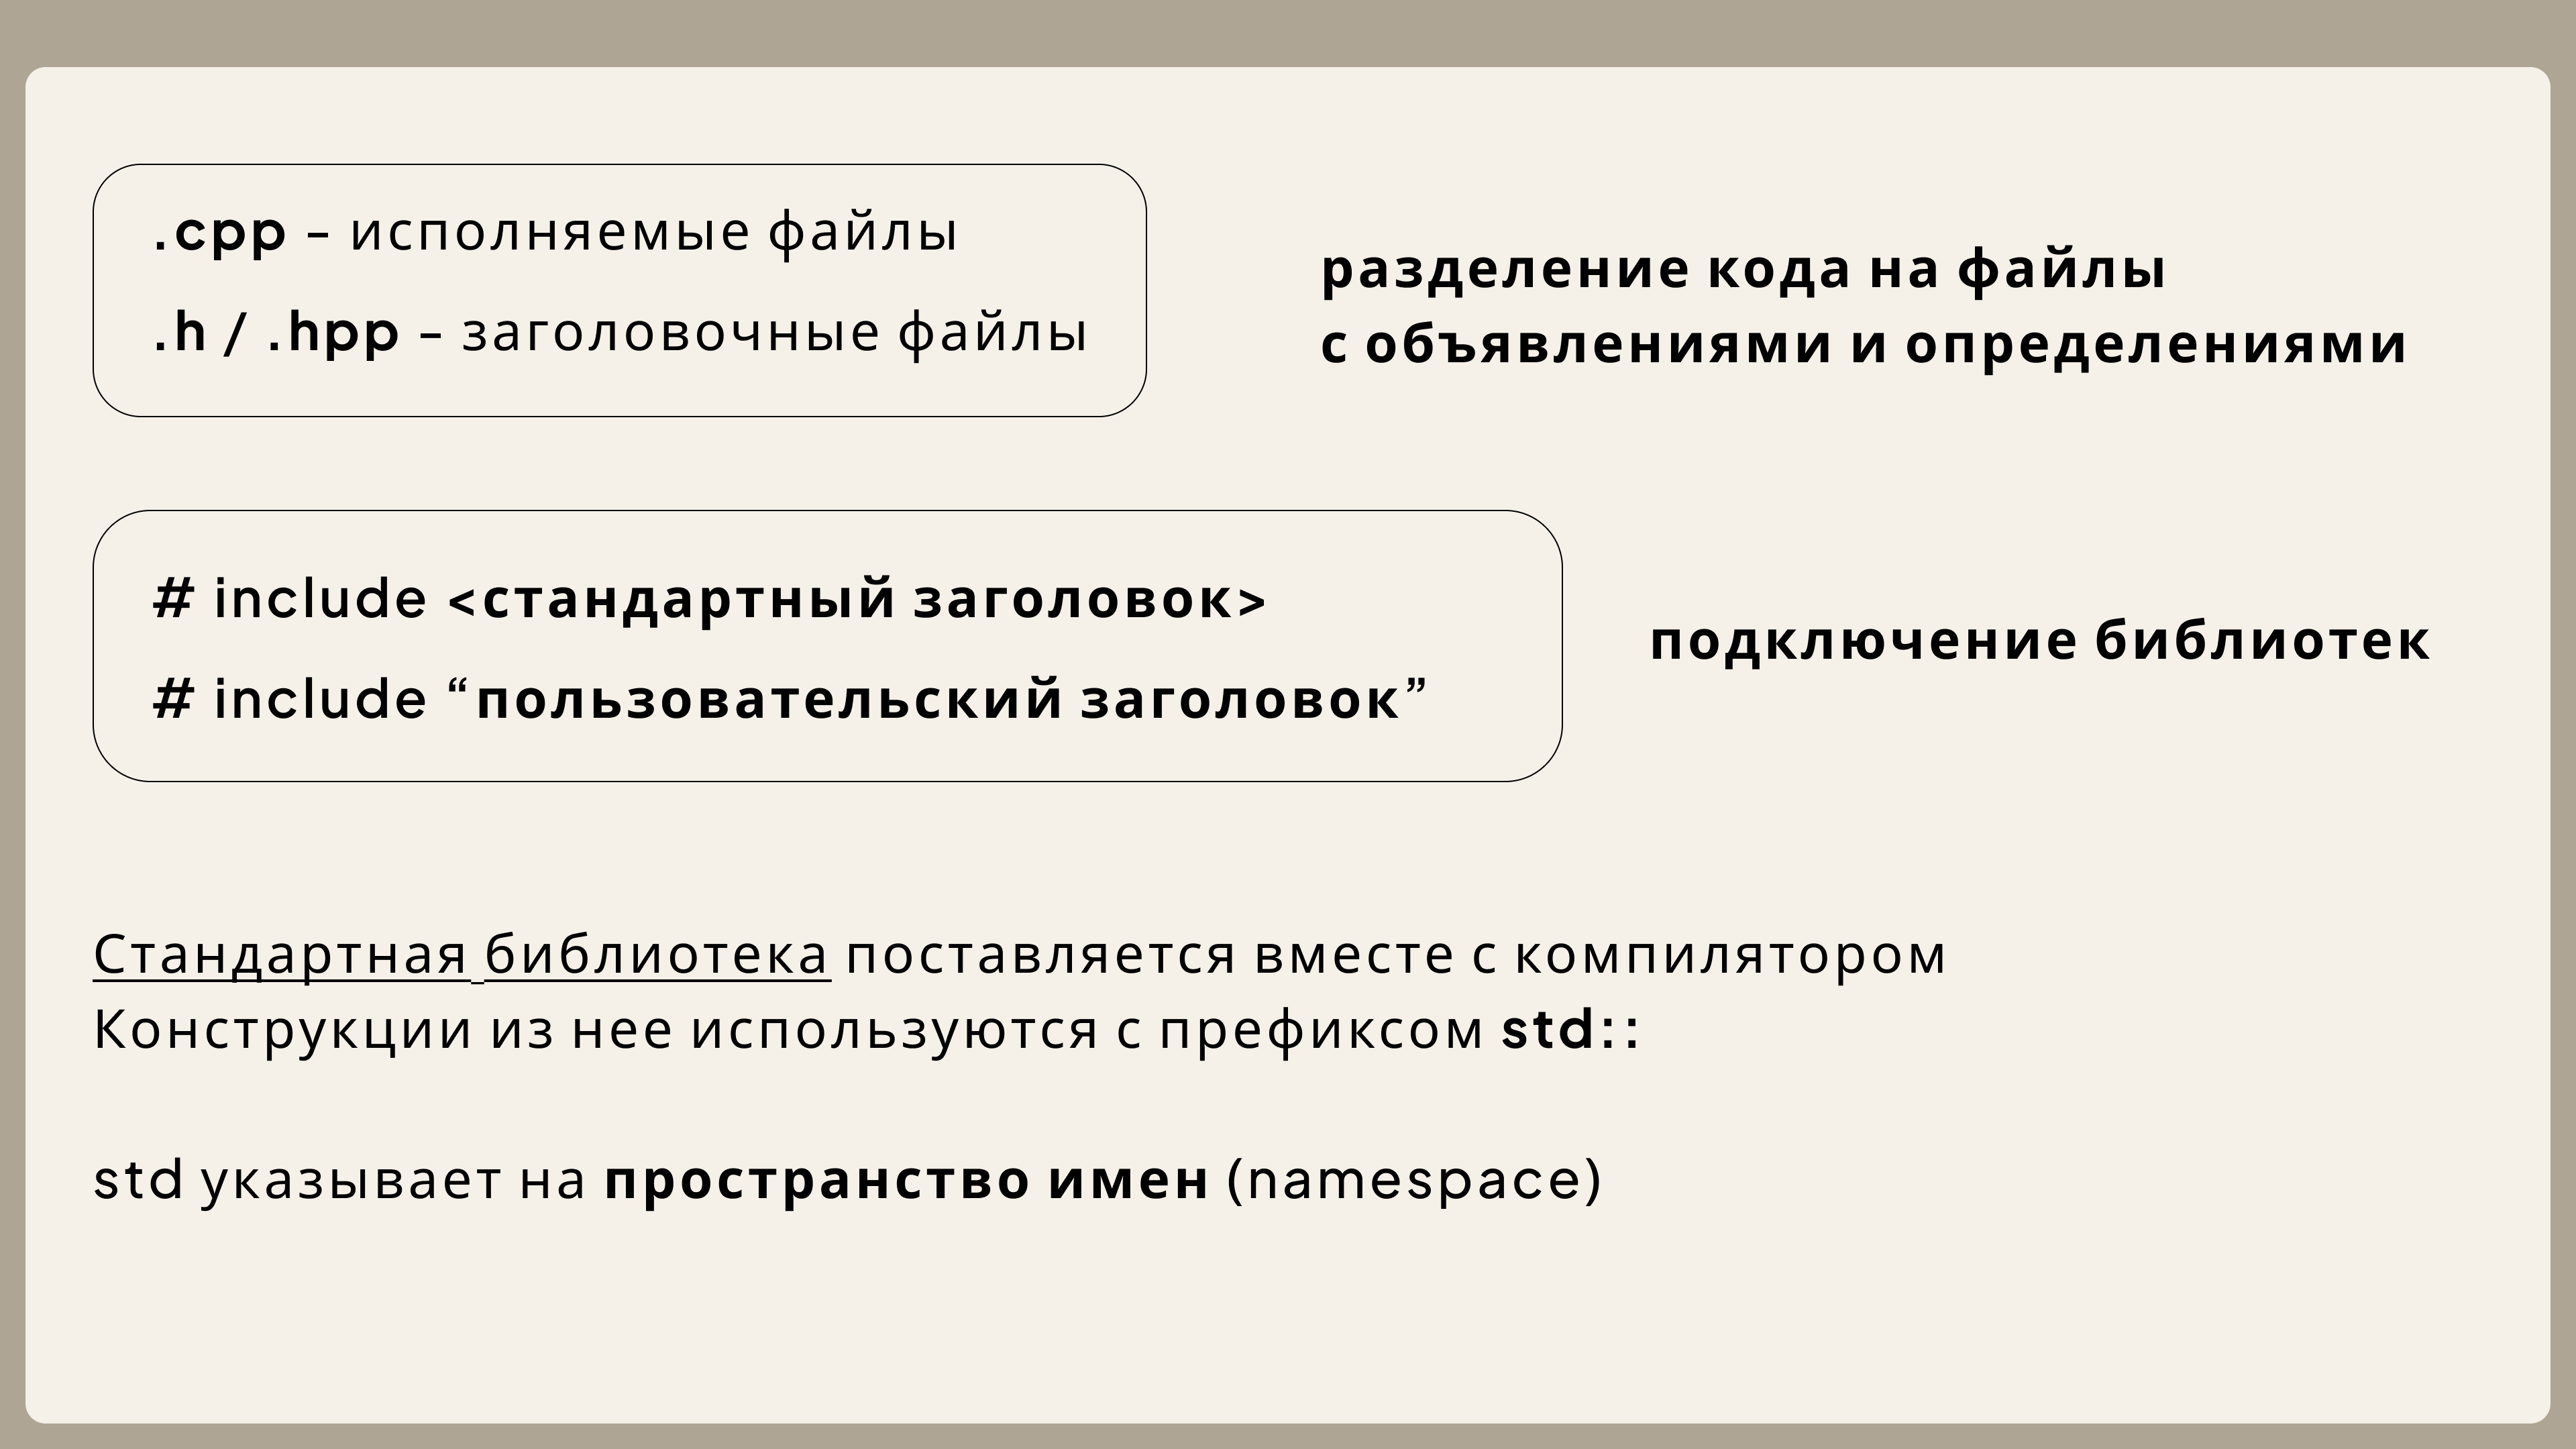 .cpp – исполняемые файлы
.h / .hpp – заголовочные файлы
разделение кода на файлы
с объявлениями и определениями
# include <стандартный заголовок>
# include “пользовательский заголовок”
подключение библиотек
Стандартная библиотека поставляется вместе с компилятором
Конструкции из нее используются с префиксом std::
std указывает на пространство имен (namespace)